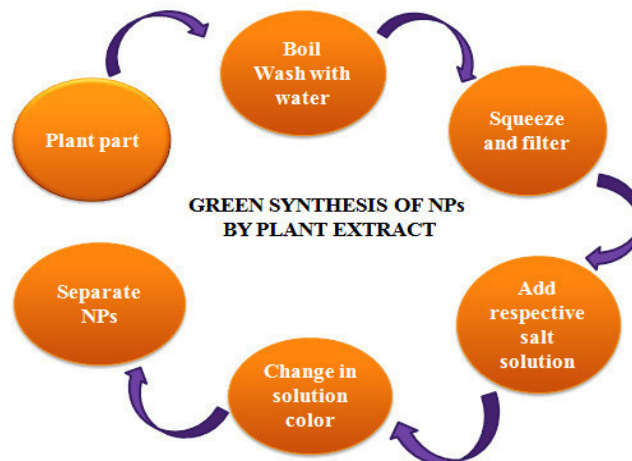 Plant part
Boil
Wash with
water
Squeeze
and filter
GREEN SYNTHESIS OF NPs
BY PLANT EXTRACT
Add
respective
salt
solution
Change in
solution
color
Separate
NPs